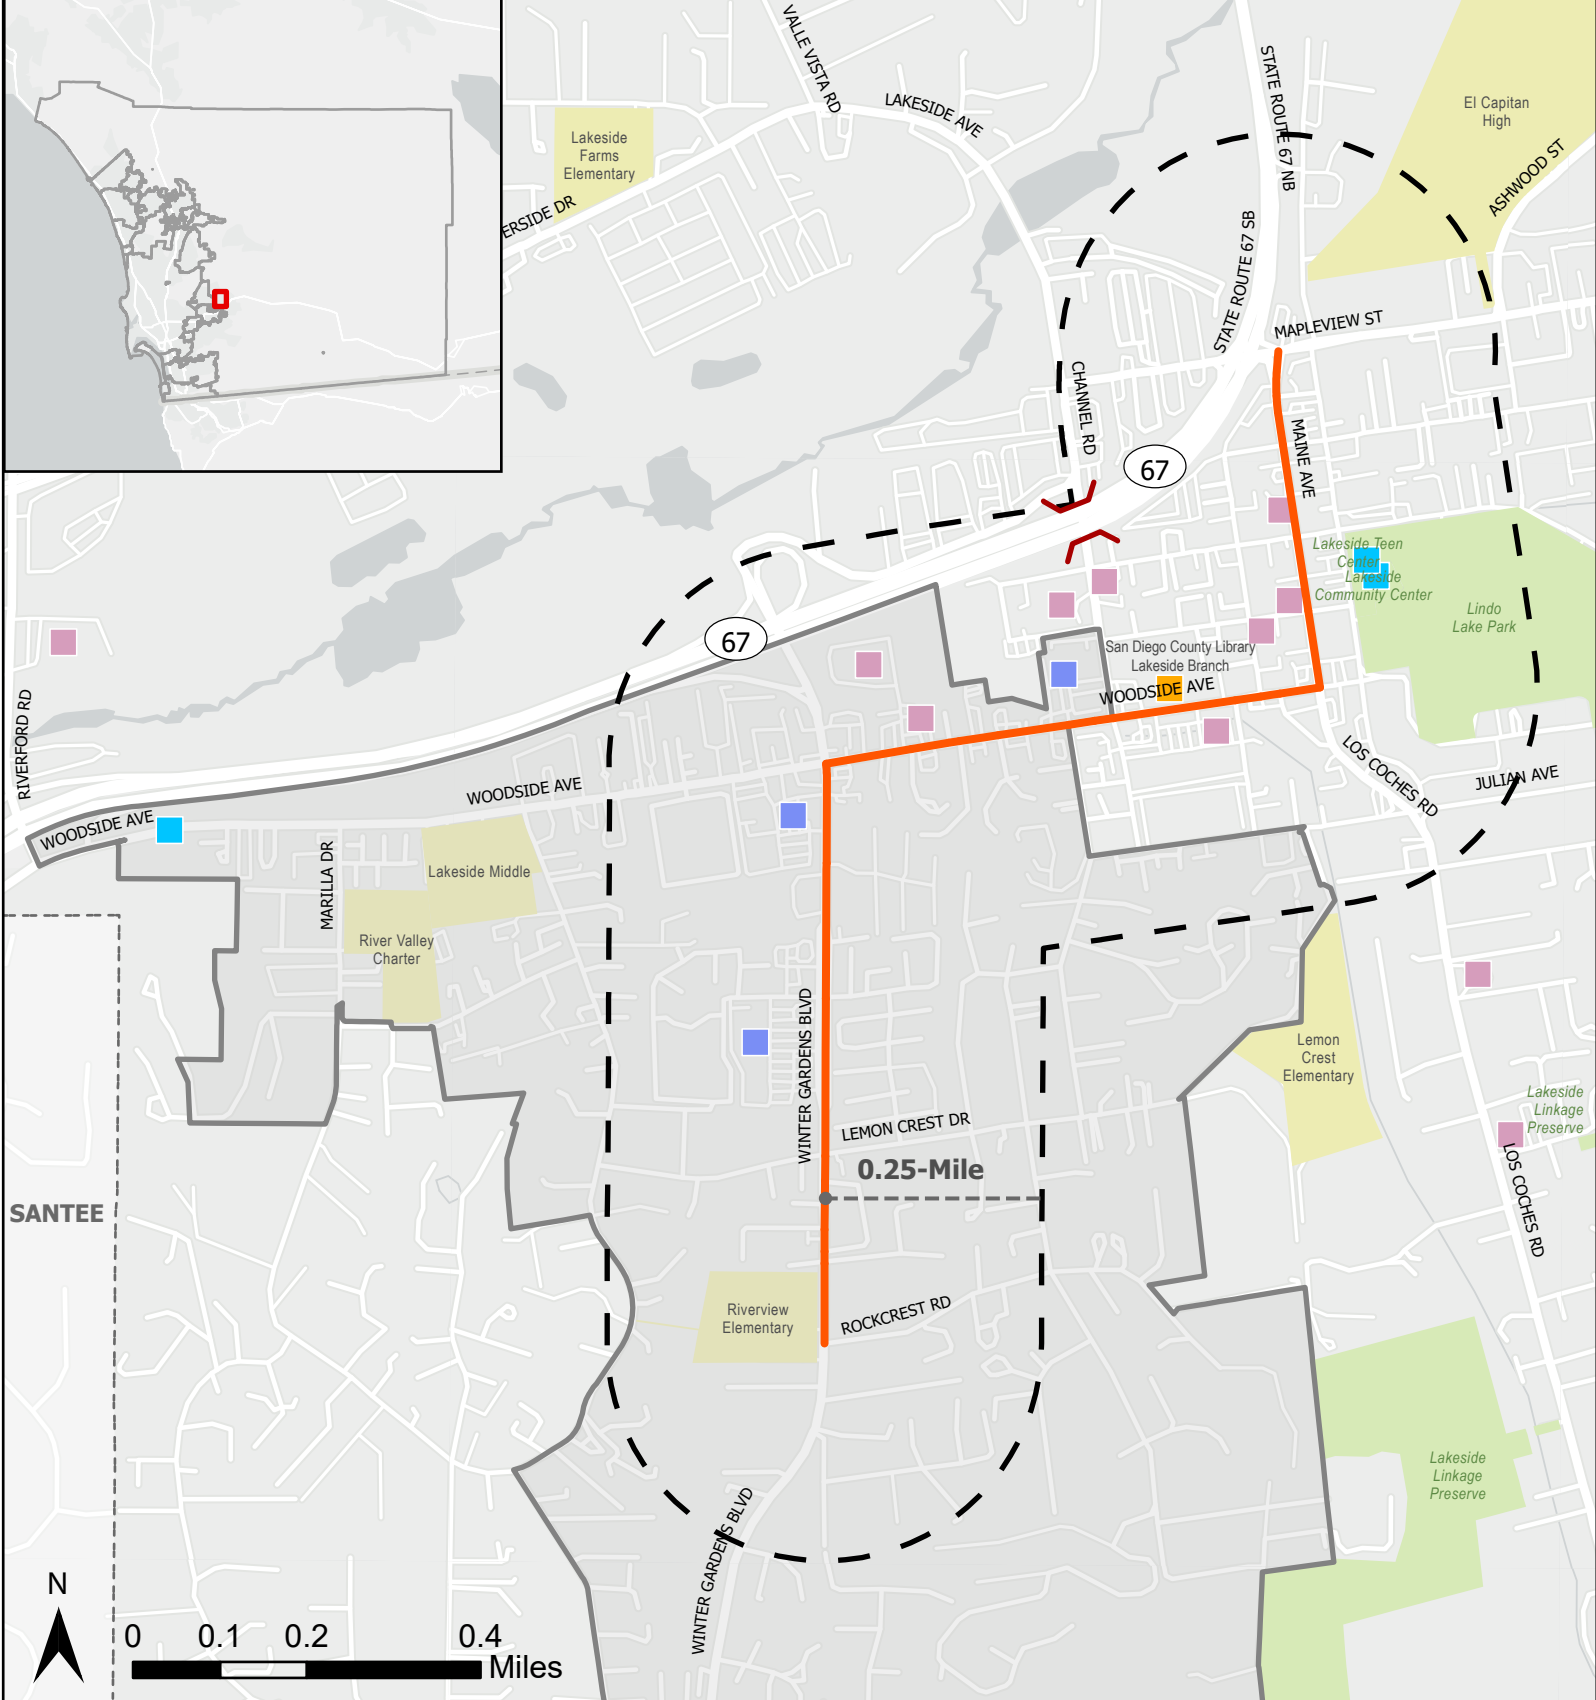 VALLE VISTA RD
LAKESIDE AVE
STATE ROUTE 67 NB
El Capitan
High
ASHWOOD ST
Lakeside
Farms
Elementary
ERSIDE DR
STATE ROUTE 67 SB
MAPLEVIEW ST
CHANNEL RD
MAINE AVE
67
Lakeside Teen
Center
Lakeside
Community Center
Lindo
Lake Park
67
San Diego County Library
Lakeside Branch
WOODSIDE AVE
RIVERFORD RD
LOS COCHES RD
JULIAN AVE
WOODSIDE AVE
WOODSIDE AVE
MARILLA DR
Lakeside Middle
River Valley
Charter
WINTER GARDENS BLVD
Lemon
Crest
Elementary
LEMON CREST DR
Lakeside
Linkage
Preserve
0.25-Mile
LOS COCHES RD
SANTEE
Riverview
Elementary
ROCKCREST RD
Lakeside
Linkage
Preserve
WINTER GARDENS BLVD
N
0 0.1 0.2 0.4
Miles